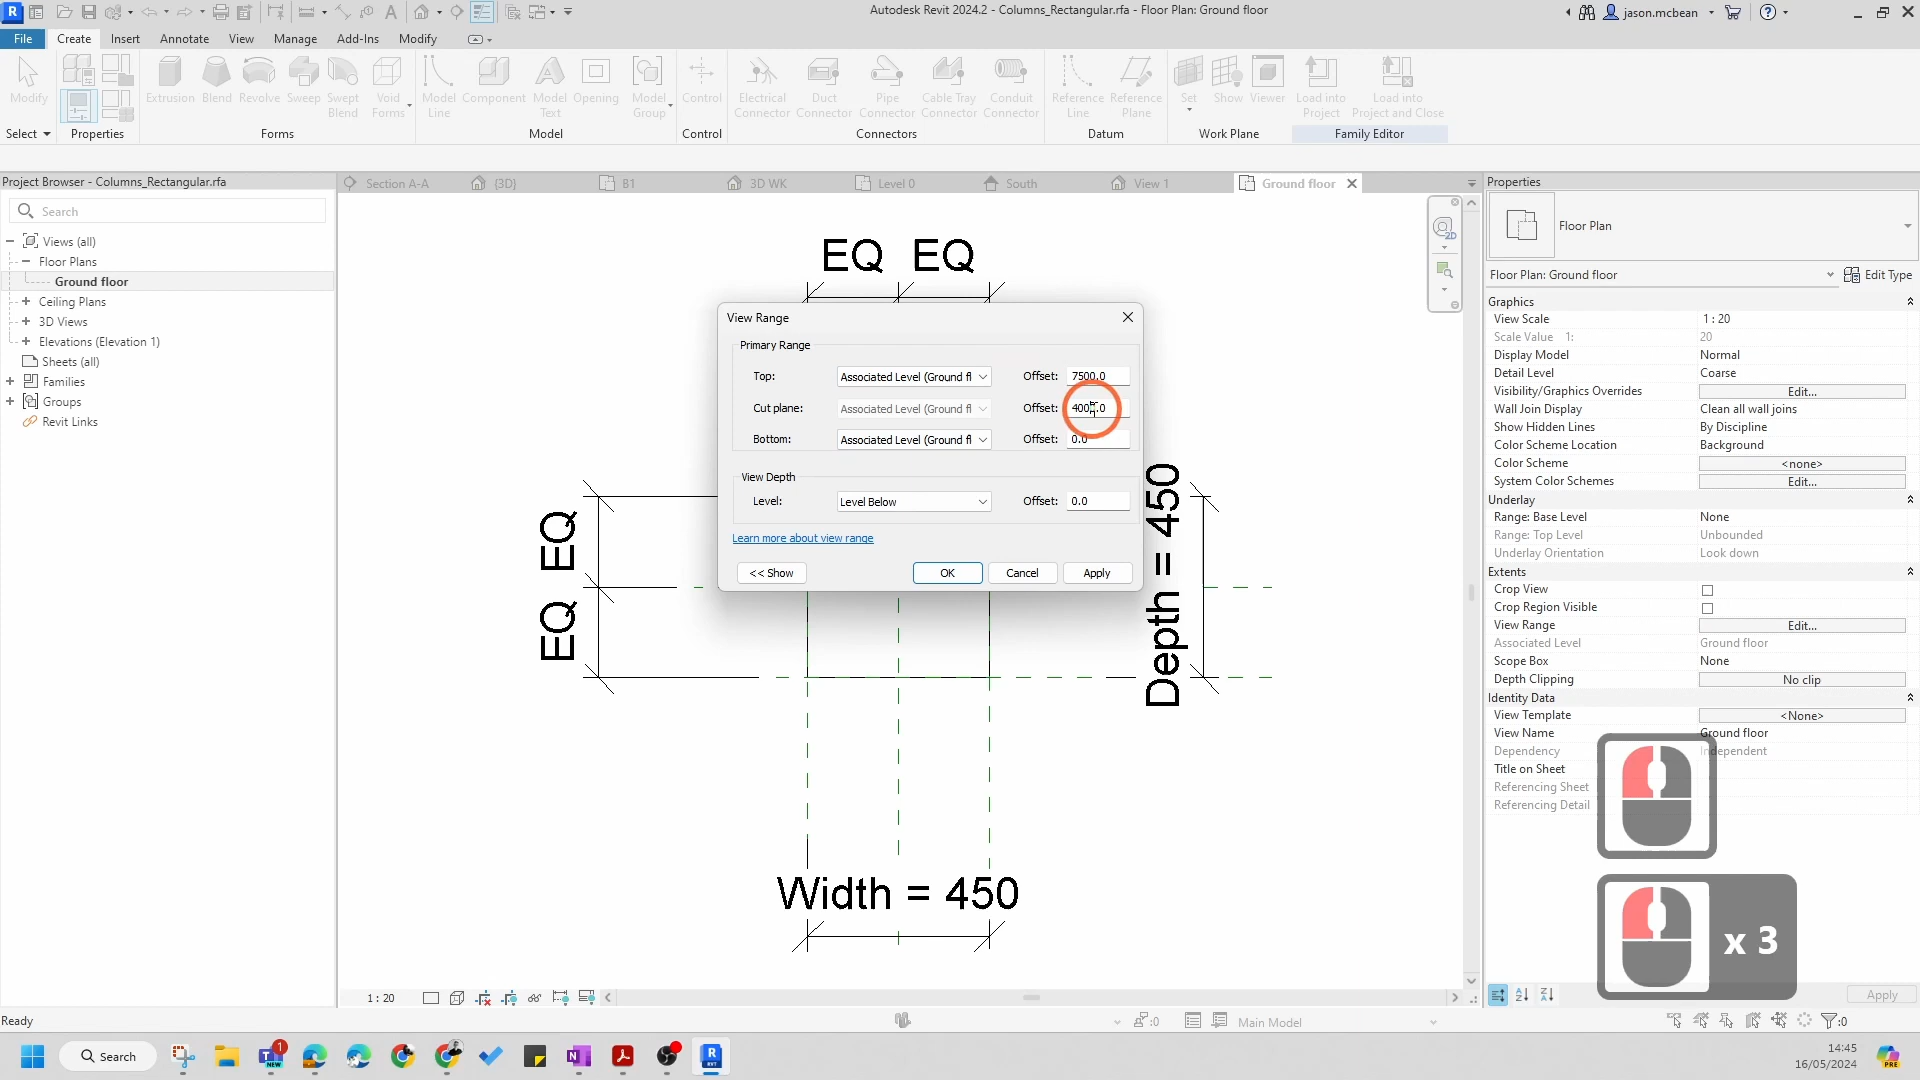 Autodesk Revit 2024.2 - Columns_Rectangular.rfa - Floor Plan: Ground floor
jason.mcbean
File Create Insert Annotate View Manage Add-Ins Modify
Modify
Extrusion Blend Revolve Sweep Swept Blend Void Forms
Model Line Component Model Text Opening Model Group
Control
Electrical Connector Duct Connector Pipe Connector Cable Tray Connector Conduit Connector
Reference Line Reference Plane
Set Show Viewer
Load into Project Load into Project and Close
Select Properties Forms Model Control Connectors Datum Work Plane Family Editor
Project Browser - Columns_Rectangular.rfa
Search
Views (all)
Floor Plans
Ground floor
Ceiling Plans
3D Views
Elevations (Elevation 1)
Sheets (all)
Families
Groups
Revit Links
Section A-A {3D} B1 3D WK Level 0 South View 1 Ground floor
2D
EQ EQ
EQ
EQ
Depth = 450
Width = 450
View Range
Primary Range
Top: Associated Level (Ground fl Offset: 7500.0
Cut plane: Associated Level (Ground fl Offset: 4005.0
Bottom: Associated Level (Ground fl Offset: 0.0
View Depth
Level: Level Below Offset: 0.0
Learn more about view range
<< Show OK Cancel Apply
Properties
Floor Plan
Floor Plan: Ground floor Edit Type
Graphics
View Scale 1 : 20
Scale Value 1: 20
Display Model Normal
Detail Level Coarse
Visibility/Graphics Overrides Edit...
Wall Join Display Clean all wall joins
Show Hidden Lines By Discipline
Color Scheme Location Background
Color Scheme <none>
System Color Schemes Edit...
Underlay
Range: Base Level None
Range: Top Level Unbounded
Underlay Orientation Look down
Extents
Crop View
Crop Region Visible
View Range Edit...
Associated Level Ground floor
Scope Box None
Depth Clipping No clip
Identity Data
View Template <None>
View Name Ground floor
Dependency Independent
Title on Sheet
Referencing Sheet
Referencing Detail
x 3
Apply
1 : 20
Ready
:0
Main Model
:0
Search
1
NEW
RVT
14:45
16/05/2024
PRE